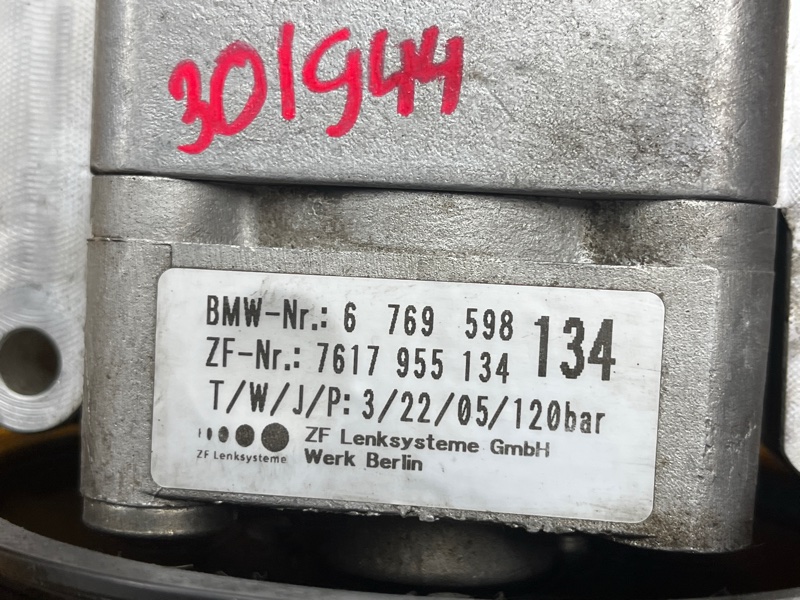 301944
BMW-Nr.: 6 769 598
134
ZF-Nr.: 7617 955 134
T/W/J/P: 3/22/05/120bar
ZF Lenksysteme
ZF Lenksysteme GmbH
Werk Berlin